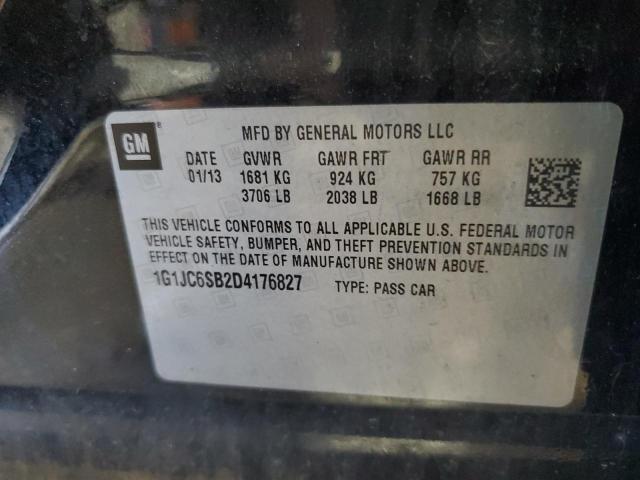 GM
MFD BY GENERAL MOTORS LLC
DATE GVWR GAWR FRT GAWR RR
01/13 1681 KG 924 KG 757 KG
3706 LB 2038 LB 1668 LB
THIS VEHICLE CONFORMS TO ALL APPLICABLE U.S. FEDERAL MOTOR
VEHICLE SAFETY, BUMPER, AND THEFT PREVENTION STANDARDS IN
EFFECT ON THE DATE OF MANUFACTURE SHOWN ABOVE.
1G1JC6SB2D4176827 TYPE: PASS CAR